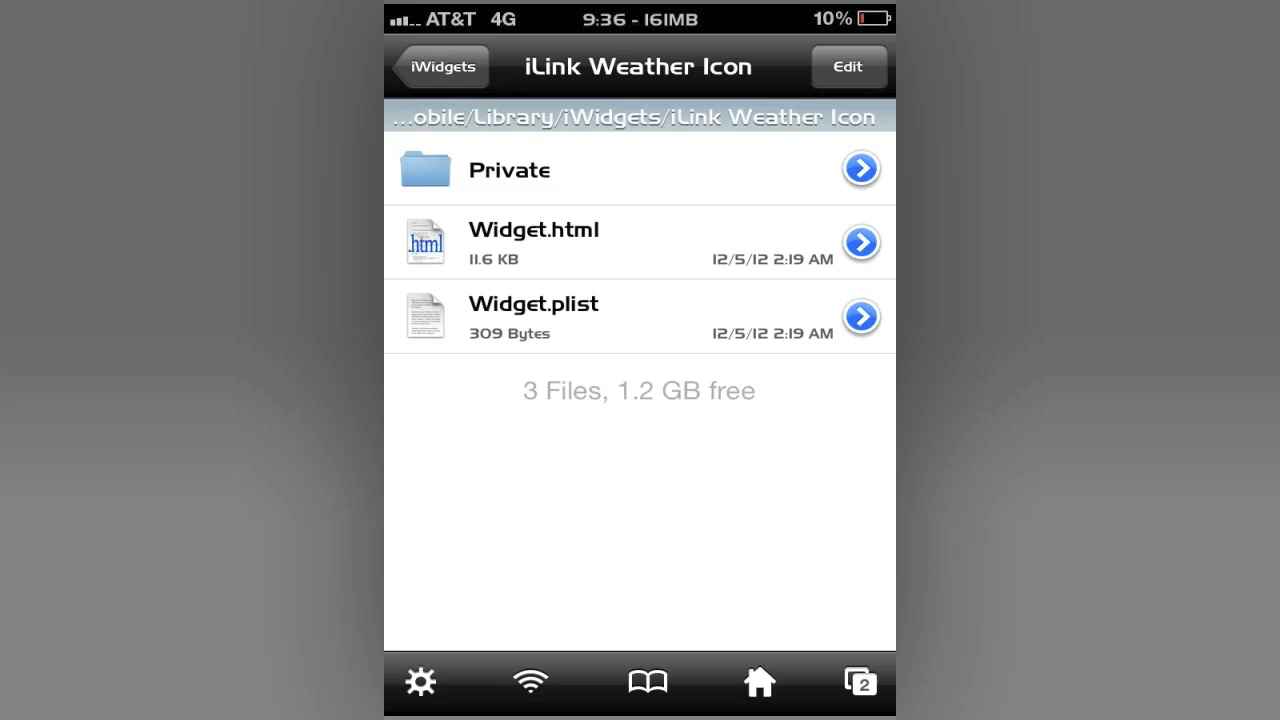 AT&T 4G 9:36 - 161MB 10%
iWidgets iLink Weather Icon Edit
...obile/Library/iWidgets/iLink Weather Icon
Private
.html Widget.html
11.6 KB 12/5/12 2:19 AM
Widget.plist
309 Bytes 12/5/12 2:19 AM
3 Files, 1.2 GB free
2